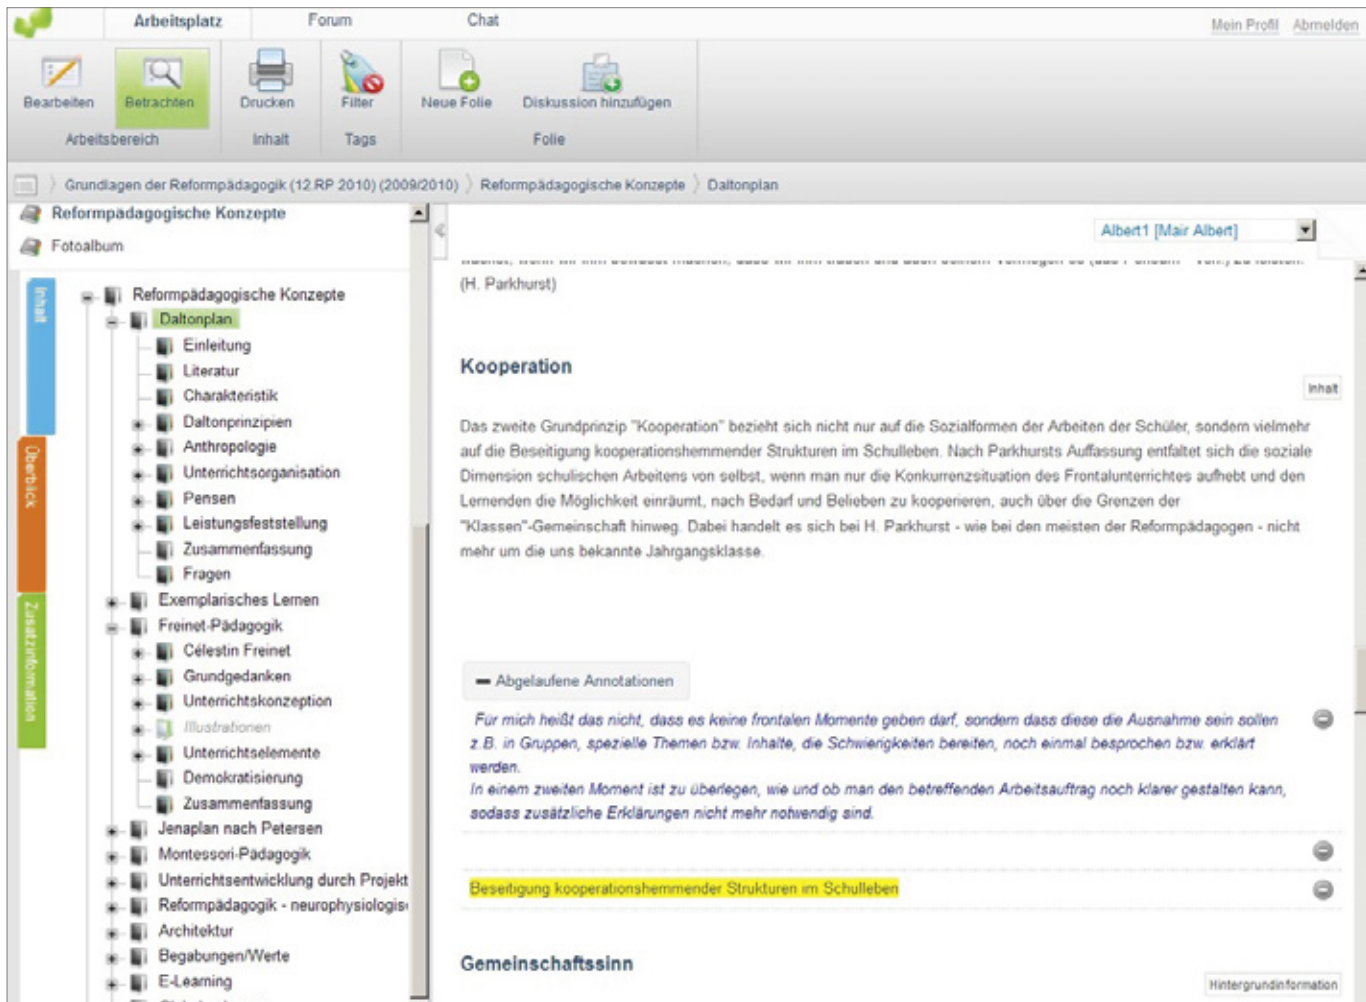 Arbeitsplatz Forum Chat
Mein Profil Abmelden
Bearbeiten Betrachten Drucken Filter Neue Folie Diskussion hinzufügen
Arbeitsbereich Inhalt Tags Folie
Grundlagen der Reformpädagogik (12.RP 2010) (2009/2010) Reformpädagogische Konzepte Daltonplan
Reformpädagogische Konzepte
Fotoalbum
Inhalt
Überblick
Zusatzinformation
Reformpädagogische Konzepte
Daltonplan
Einleitung
Literatur
Charakteristik
Daltonprinzipien
Anthropologie
Unterrichtsorganisation
Pensen
Leistungsfeststellung
Zusammenfassung
Fragen
Exemplarisches Lernen
Freinet-Pädagogik
Célestin Freinet
Grundgedanken
Unterrichtskonzeption
Illustrationen
Unterrichtselemente
Demokratisierung
Zusammenfassung
Jenaplan nach Petersen
Montessori-Pädagogik
Unterrichtsentwicklung durch Projekt
Reformpädagogik - neurophysiologisc
Architektur
Begabungen/Werte
E-Learning
Albert1 [Mair Albert]
(H. Parkhurst)
Kooperation
Inhalt
Das zweite Grundprinzip "Kooperation" bezieht sich nicht nur auf die Sozialformen der Arbeiten der Schüler, sondern vielmehr
auf die Beseitigung kooperationshemmender Strukturen im Schulleben. Nach Parkhursts Auffassung entfaltet sich die soziale
Dimension schulischen Arbeitens von selbst, wenn man nur die Konkurrenzsituation des Frontalunterrichtes aufhebt und den
Lernenden die Möglichkeit einräumt, nach Bedarf und Belieben zu kooperieren, auch über die Grenzen der
"Klassen"-Gemeinschaft hinweg. Dabei handelt es sich bei H. Parkhurst - wie bei den meisten der Reformpädagogen - nicht
mehr um die uns bekannte Jahrgangsklasse.
Abgelaufene Annotationen
Für mich heißt das nicht, dass es keine frontalen Momente geben darf, sondern dass diese die Ausnahme sein sollen
z.B. in Gruppen, spezielle Themen bzw. Inhalte, die Schwierigkeiten bereiten, noch einmal besprochen bzw. erklärt
werden.
In einem zweiten Moment ist zu überlegen, wie und ob man den betreffenden Arbeitsauftrag noch klarer gestalten kann,
sodass zusätzliche Erklärungen nicht mehr notwendig sind.
Beseitigung kooperationshemmender Strukturen im Schulleben
Gemeinschaftssinn
Hintergrundinformation